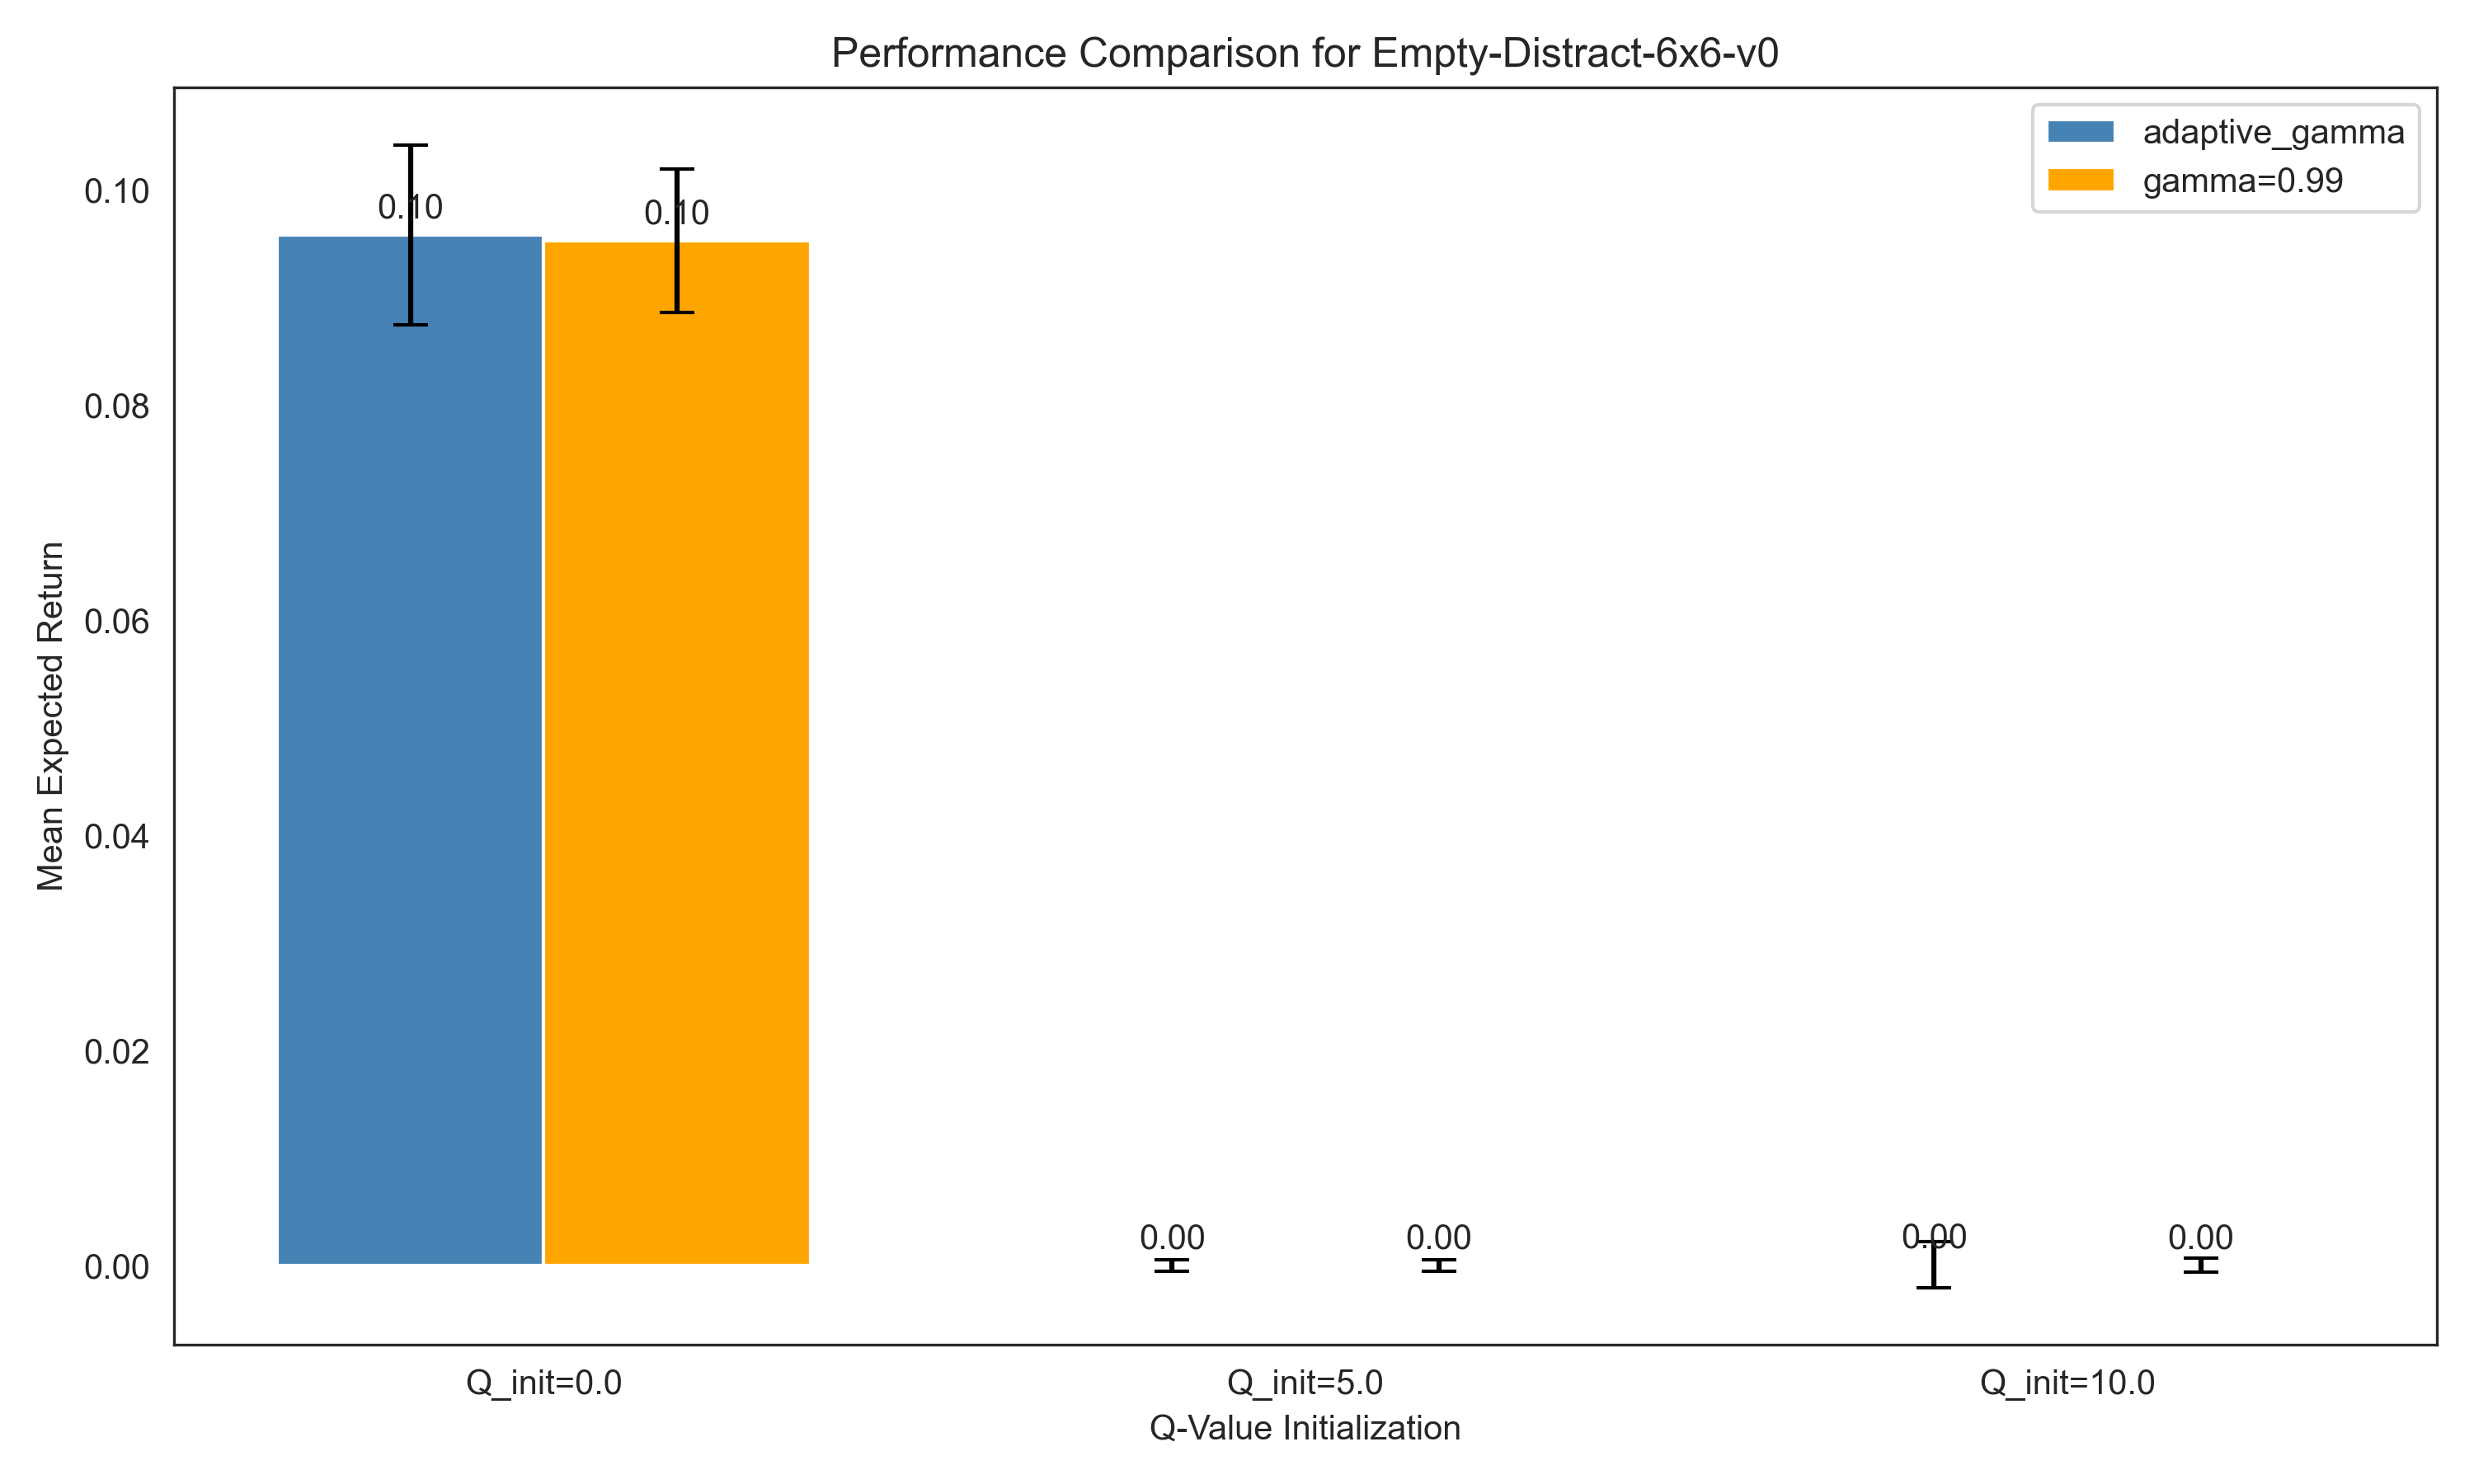 Performance Comparison for Empty-Distract-6x6-v0
adaptive_gamma
gamma=0.99
Mean Expected Return
0.10
0.08
0.06
0.04
0.02
0.00
0.10
0.10
0.00
0.00
0.00
0.00
Q_init=0.0
Q_init=5.0
Q_init=10.0
Q-Value Initialization